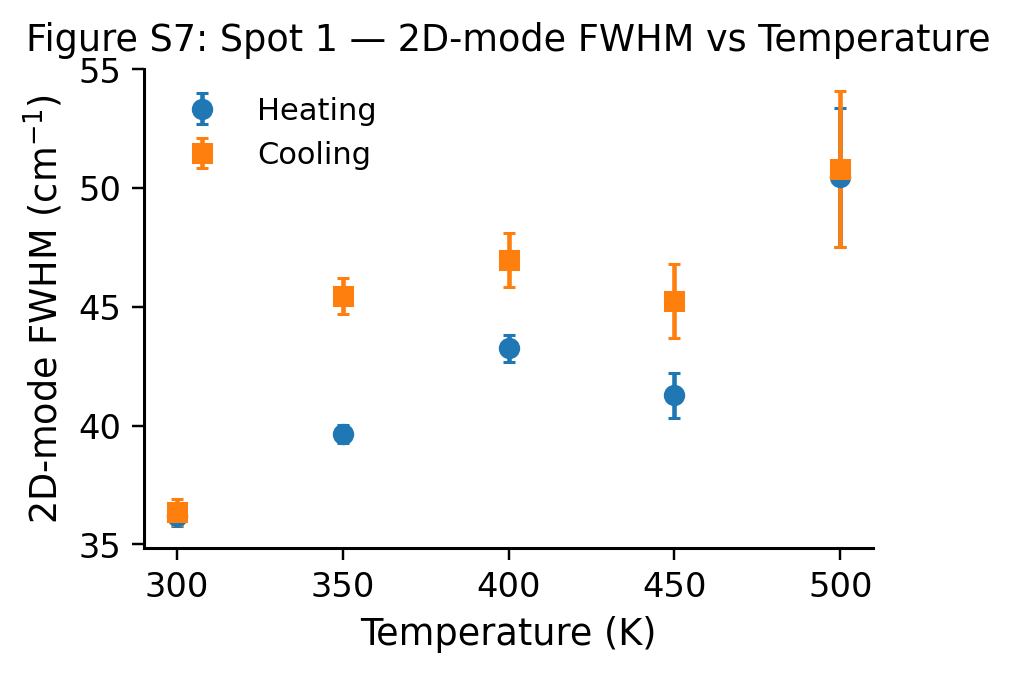 Figure S7: Spot 1 — 2D-mode FWHM vs Temperature
55
50
45
40
35
2D-mode FWHM (cm⁻¹)
Heating
Cooling
300 350 400 450 500
Temperature (K)